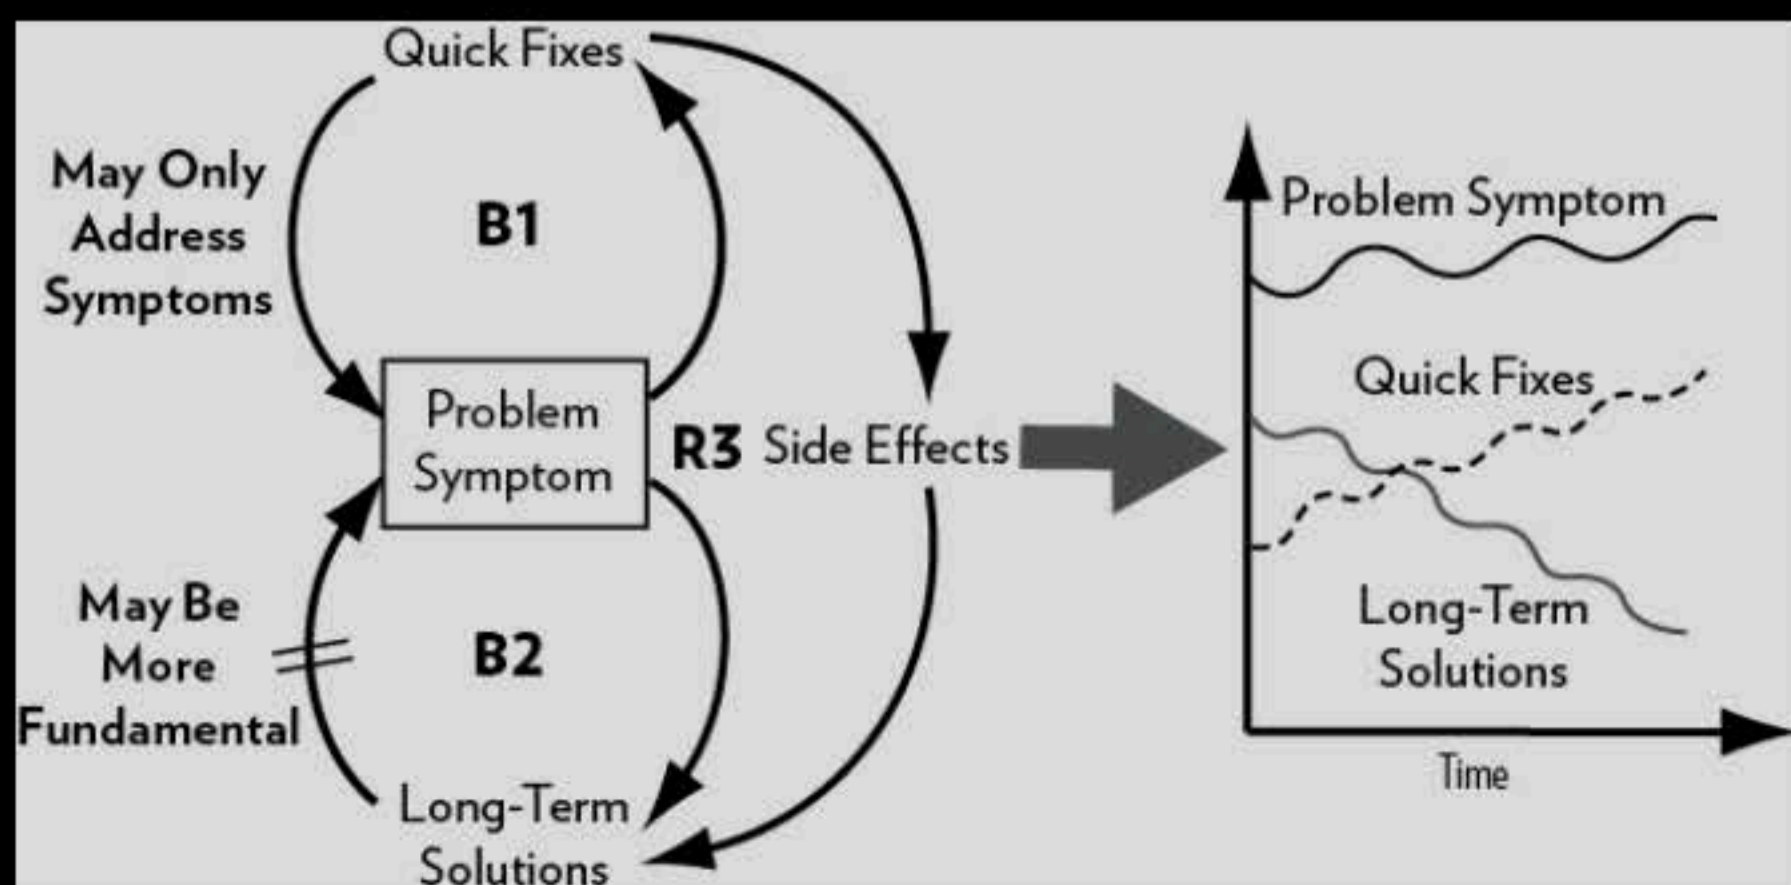 Quick Fixes
May Only
Address
Symptoms
B1
Problem
Symptom
R3 Side Effects
May Be
More
Fundamental
B2
Long-Term
Solutions
Problem Symptom
Quick Fixes
Long-Term
Solutions
Time